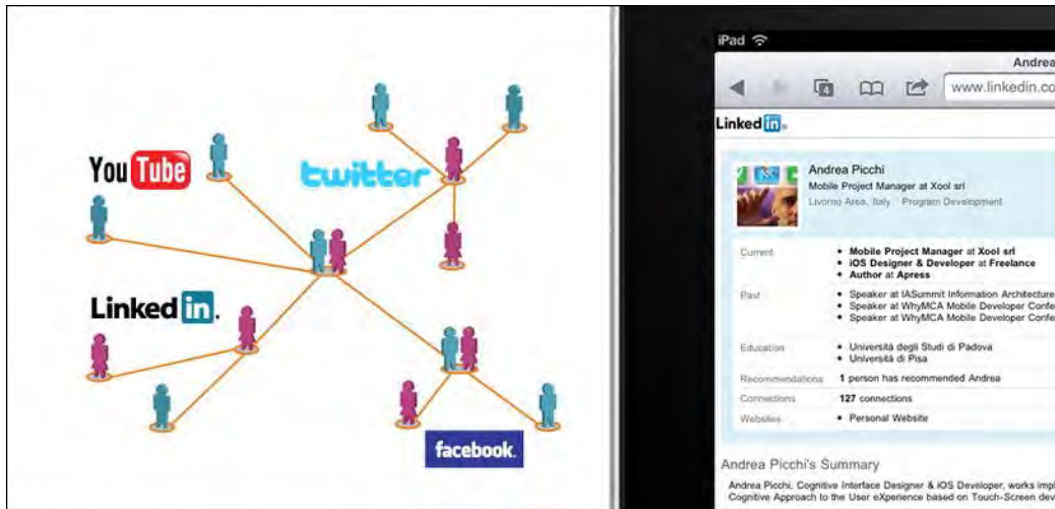 YouTube
twitter
Linked in.
facebook.
iPad
Andrea
4
www.linkedin.co
Linked in.
Andrea Picchi
Mobile Project Manager at Xool srl
Livorno Area, Italy Program Development
Current
• Mobile Project Manager at Xool srl
• iOS Designer & Developer at Freelance
• Author at Apress
Past
• Speaker at IASummit Information Architecture
• Speaker at WhyMCA Mobile Developer Confe
• Speaker at WhyMCA Mobile Developer Confe
Education
• Università degli Studi di Padova
• Università di Pisa
Recommendations 1 person has recommended Andrea
Connections 127 connections
Websites • Personal Website
Andrea Picchi's Summary
Andrea Picchi, Cognitive Interface Designer & iOS Developer, works impl
Cognitive Approach to the User eXperience based on Touch-Screen dev